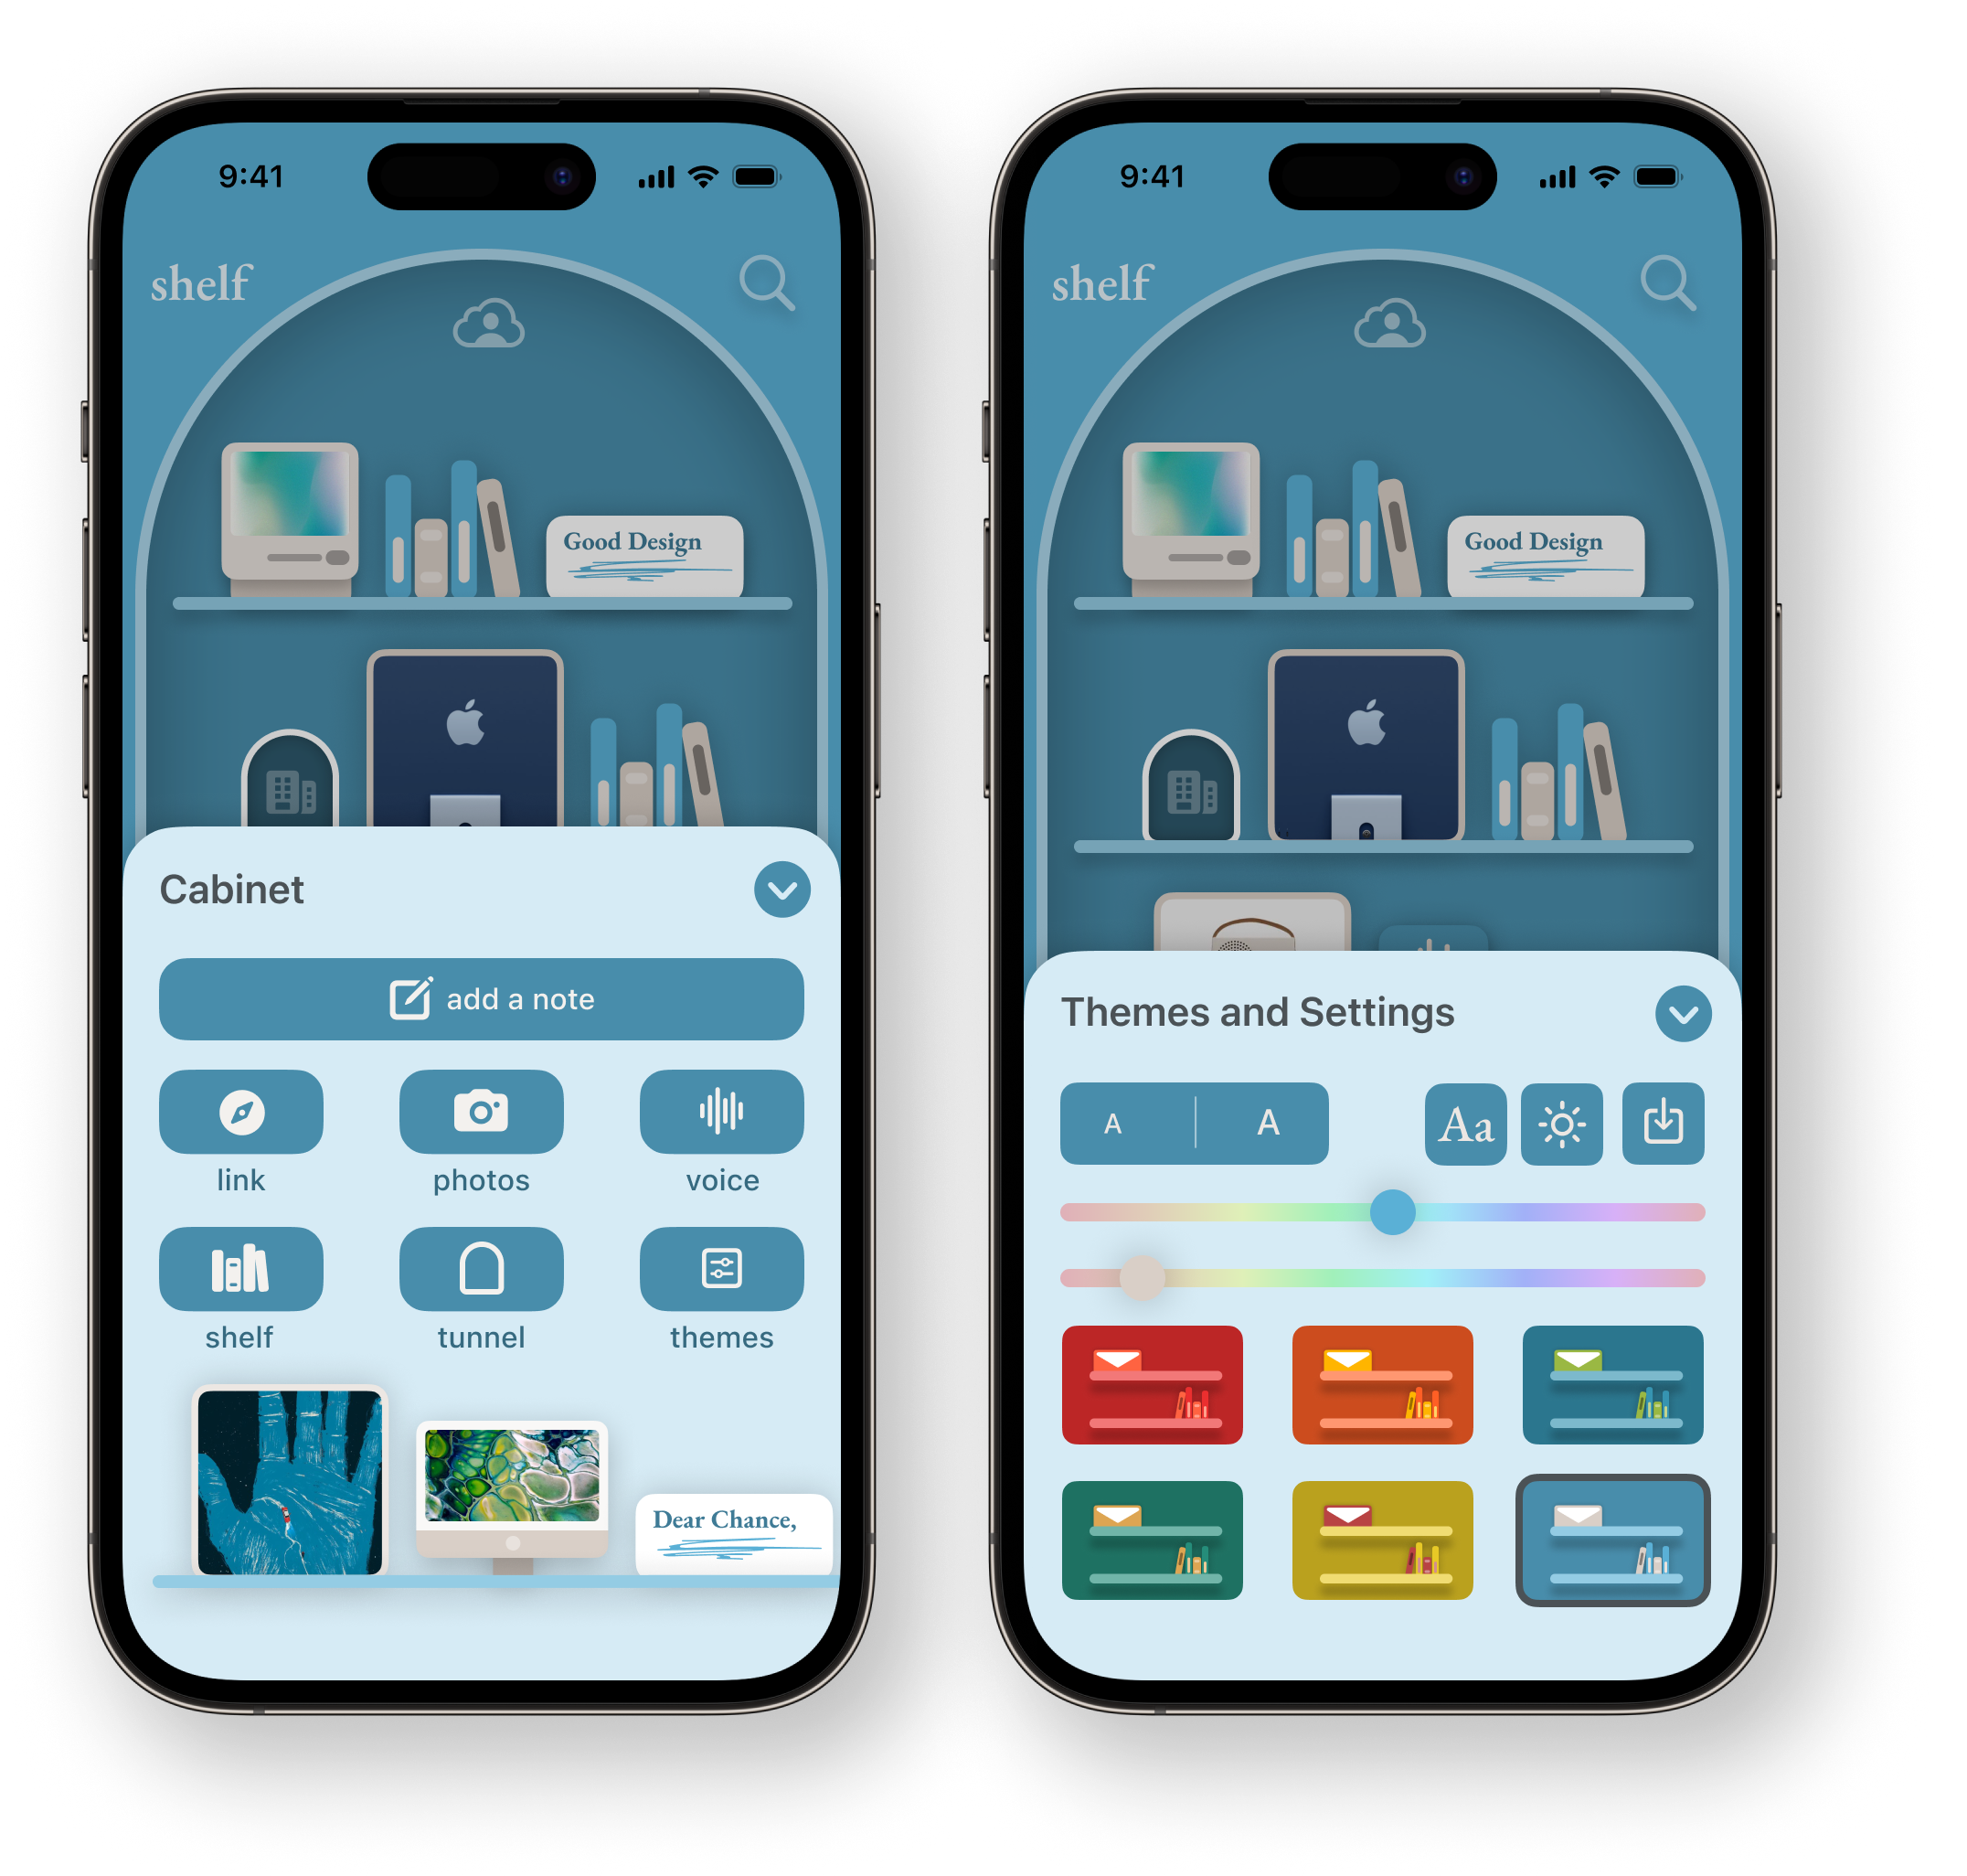 9:41
shelf
Good Design
Cabinet
add a note
link photos voice
shelf tunnel themes
Dear Chance,
9:41
shelf
Good Design
Themes and Settings
A A Aa